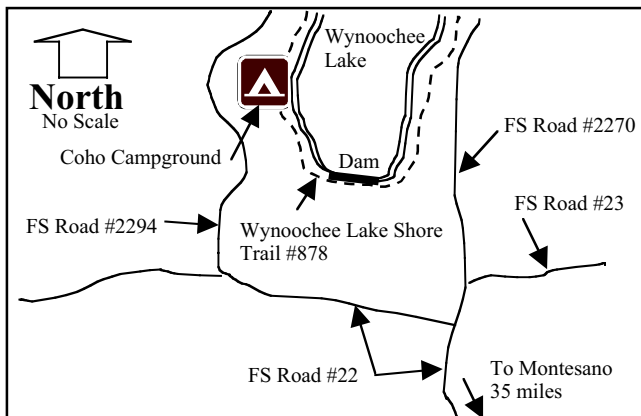 Wynoochee
Lake
North
No Scale
Coho Campground
Dam
FS Road #2270
FS Road #23
FS Road #2294
Wynoochee Lake Shore
Trail #878
FS Road #22
To Montesano
35 miles